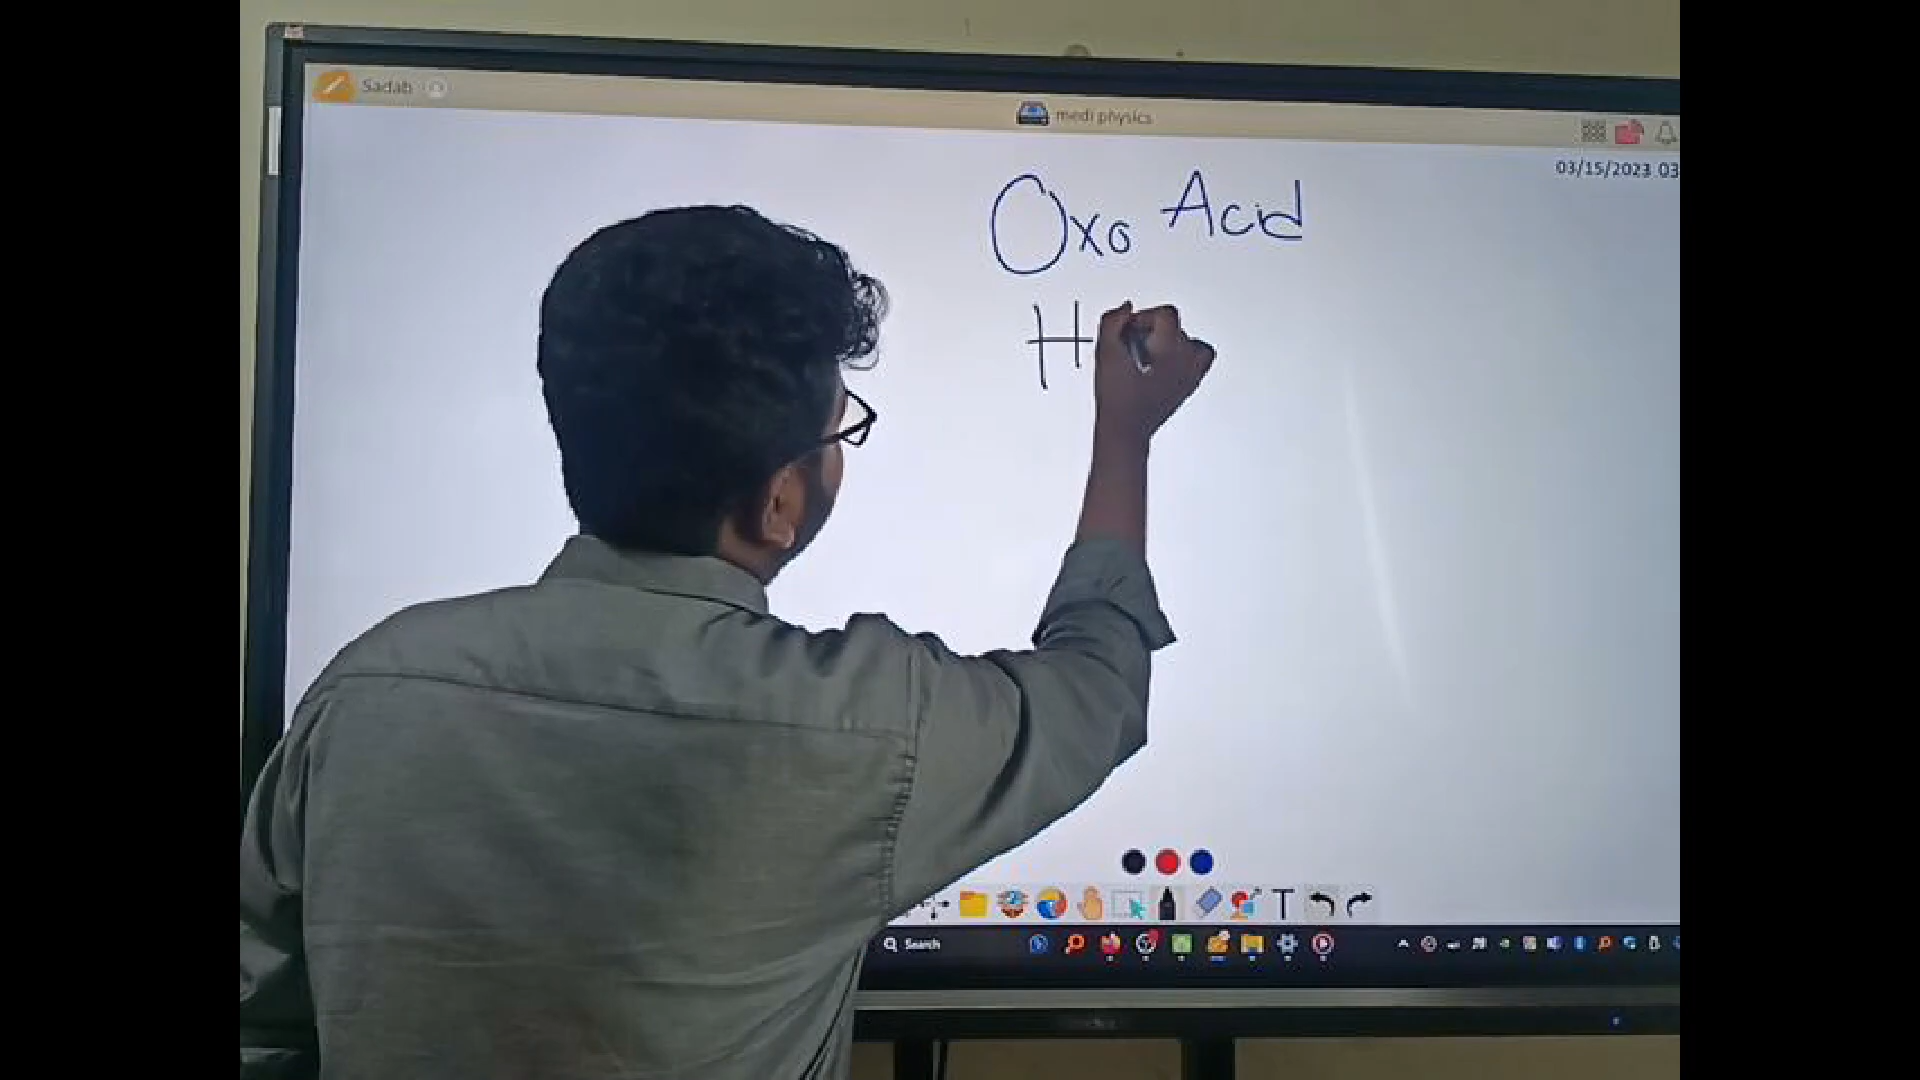 Sadab
medi physics
03/15/2023 03
Oxo Acid
H
T
Search